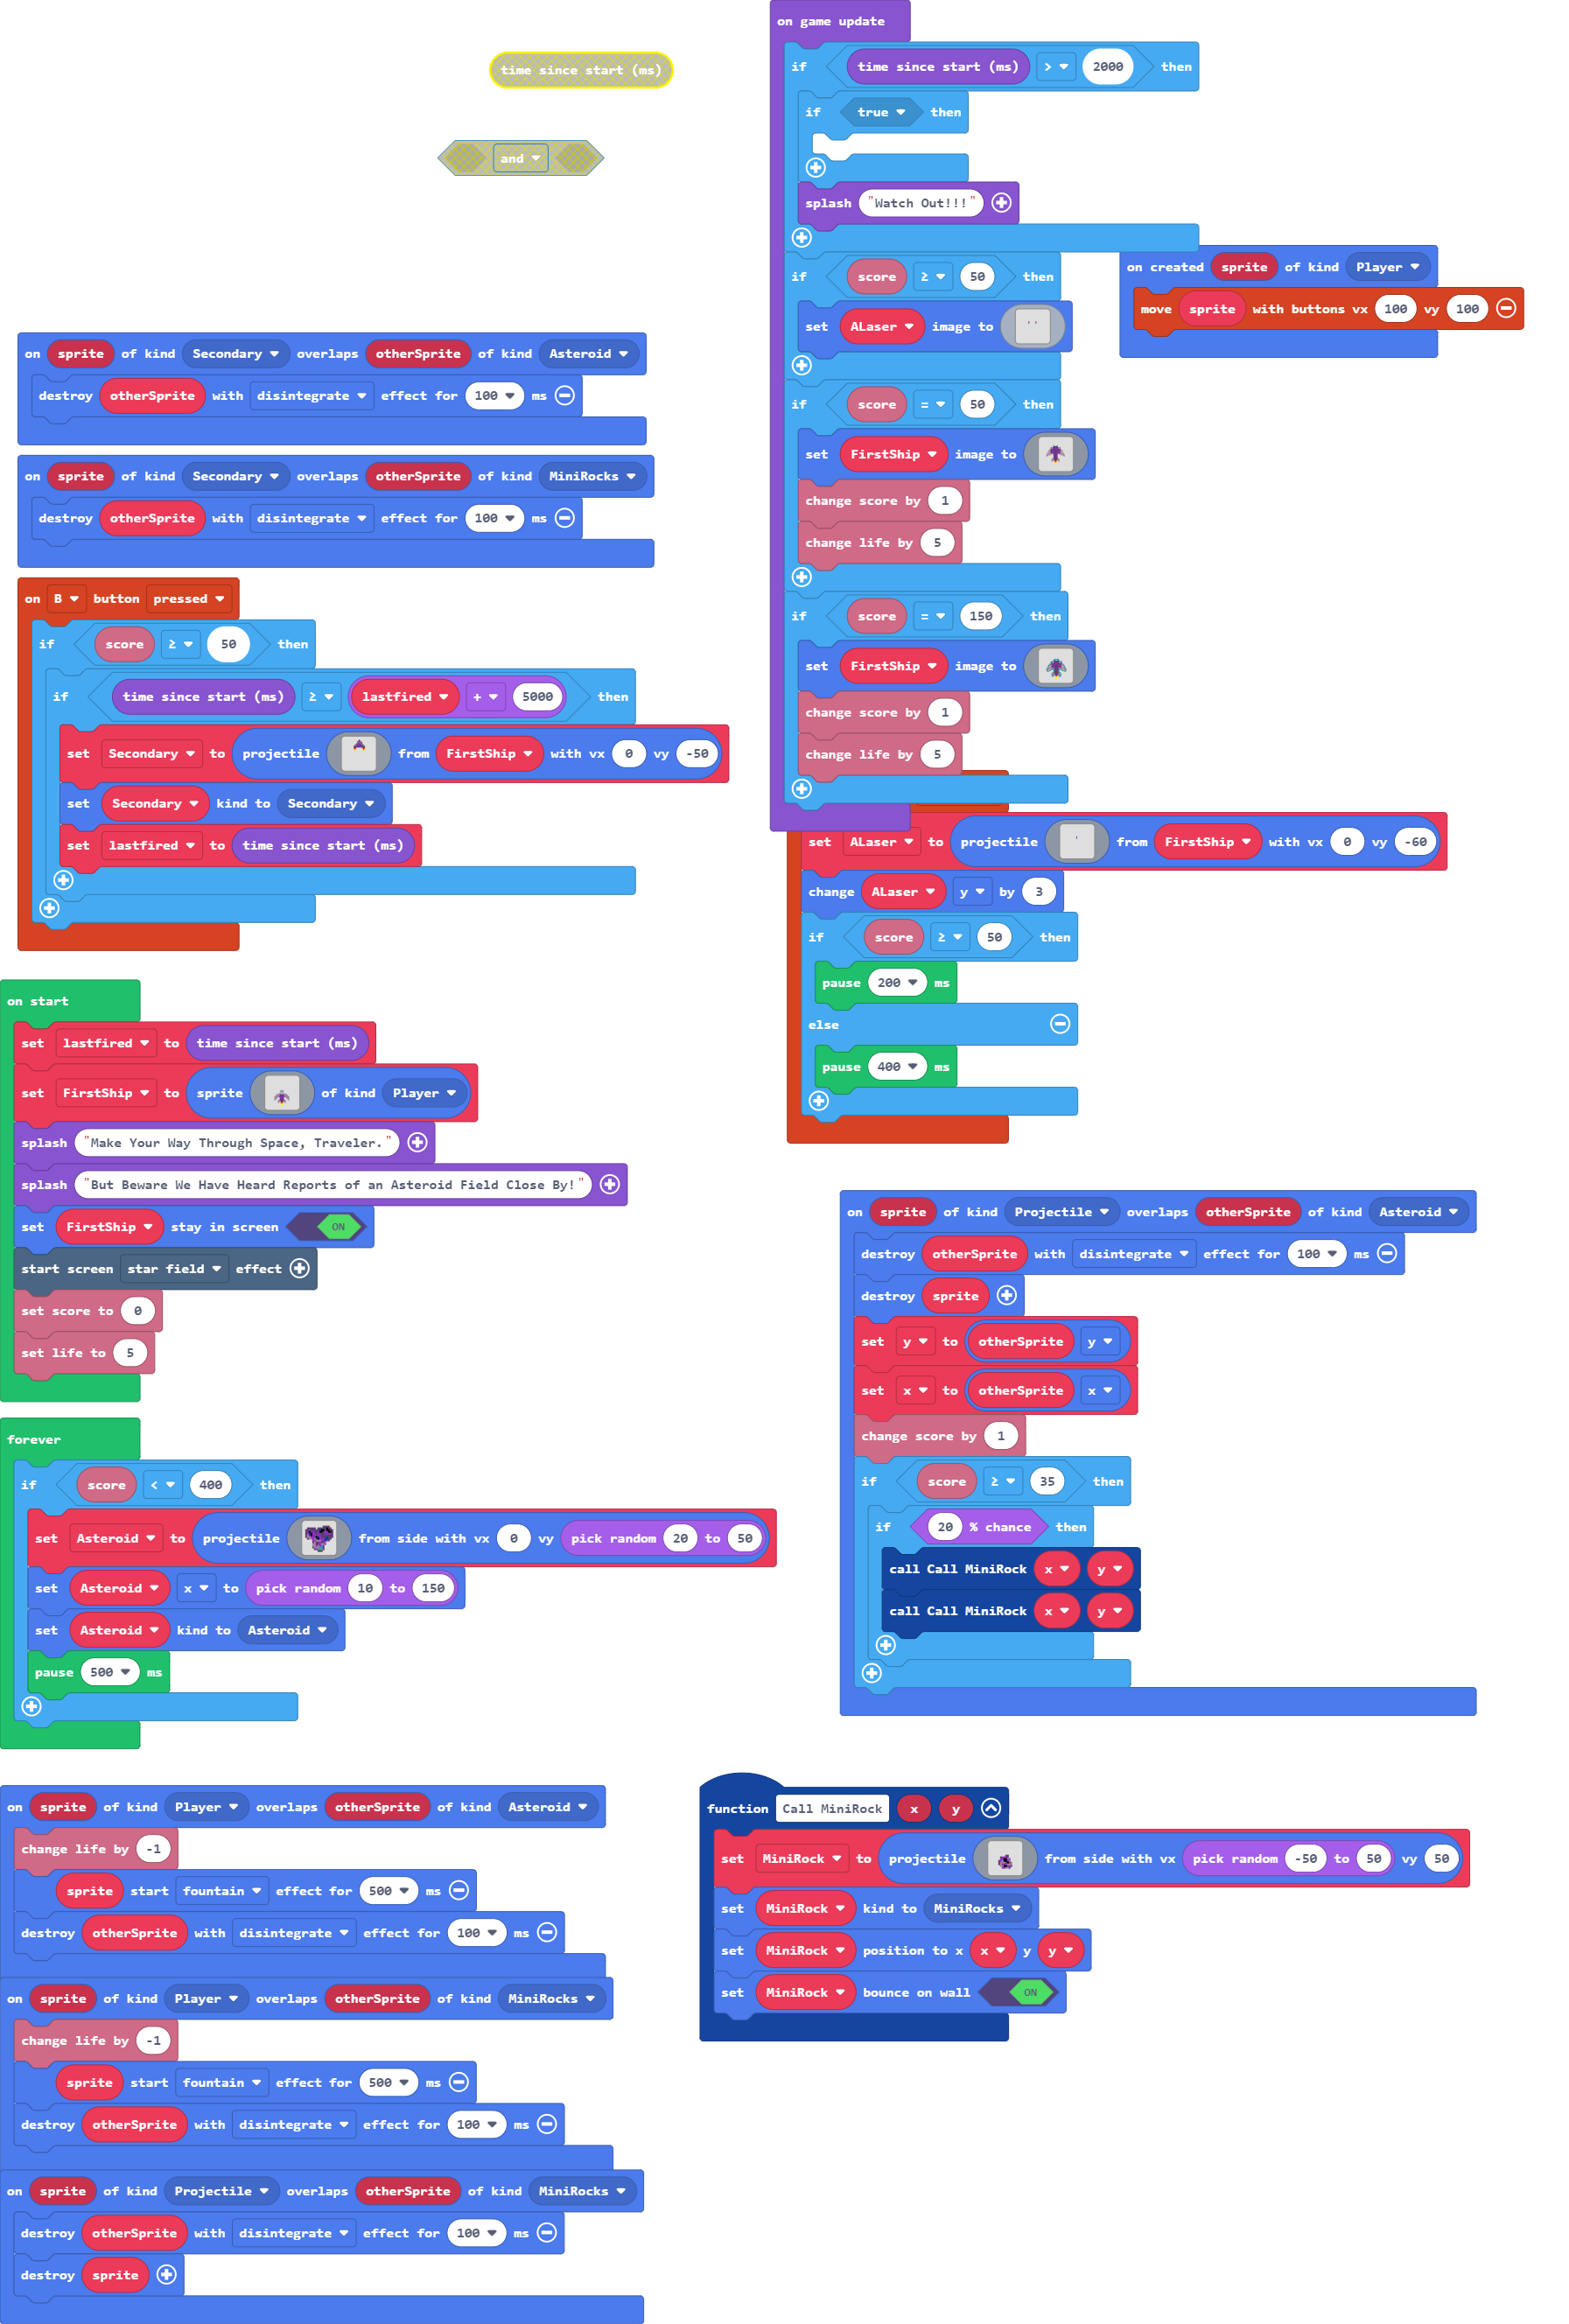 time since start (ms)
and
on game update
if time since start (ms) > 2000 then
if true then
splash "Watch Out!!!"
if score ≥ 50 then
set ALaser image to
if score = 50 then
set FirstShip image to
change score by 1
change life by 5
if score = 150 then
set FirstShip image to
change score by 1
change life by 5
on created sprite of kind Player
move sprite with buttons vx 100 vy 100
on sprite of kind Secondary overlaps otherSprite of kind Asteroid
destroy otherSprite with disintegrate effect for 100 ms
on sprite of kind Secondary overlaps otherSprite of kind MiniRocks
destroy otherSprite with disintegrate effect for 100 ms
on B button pressed
if score ≥ 50 then
if time since start (ms) ≥ lastfired + 5000 then
set Secondary to projectile from FirstShip with vx 0 vy -50
set Secondary kind to Secondary
set lastfired to time since start (ms)
set ALaser to projectile from FirstShip with vx 0 vy -60
change ALaser y by 3
if score ≥ 50 then
pause 200 ms
else
pause 400 ms
on start
set lastfired to time since start (ms)
set FirstShip to sprite of kind Player
splash "Make Your Way Through Space, Traveler."
splash "But Beware We Have Heard Reports of an Asteroid Field Close By!"
set FirstShip stay in screen ON
start screen star field effect
set score to 0
set life to 5
on sprite of kind Projectile overlaps otherSprite of kind Asteroid
destroy otherSprite with disintegrate effect for 100 ms
destroy sprite
set y to otherSprite y
set x to otherSprite x
change score by 1
if score ≥ 35 then
if 20 % chance then
call Call MiniRock x y
call Call MiniRock x y
forever
if score < 400 then
set Asteroid to projectile from side with vx 0 vy pick random 20 to 50
set Asteroid x to pick random 10 to 150
set Asteroid kind to Asteroid
pause 500 ms
on sprite of kind Player overlaps otherSprite of kind Asteroid
change life by -1
sprite start fountain effect for 500 ms
destroy otherSprite with disintegrate effect for 100 ms
on sprite of kind Player overlaps otherSprite of kind MiniRocks
change life by -1
sprite start fountain effect for 500 ms
destroy otherSprite with disintegrate effect for 100 ms
on sprite of kind Projectile overlaps otherSprite of kind MiniRocks
destroy otherSprite with disintegrate effect for 100 ms
destroy sprite
function Call MiniRock x y
set MiniRock to projectile from side with vx pick random -50 to 50 vy 50
set MiniRock kind to MiniRocks
set MiniRock position to x x y y
set MiniRock bounce on wall ON